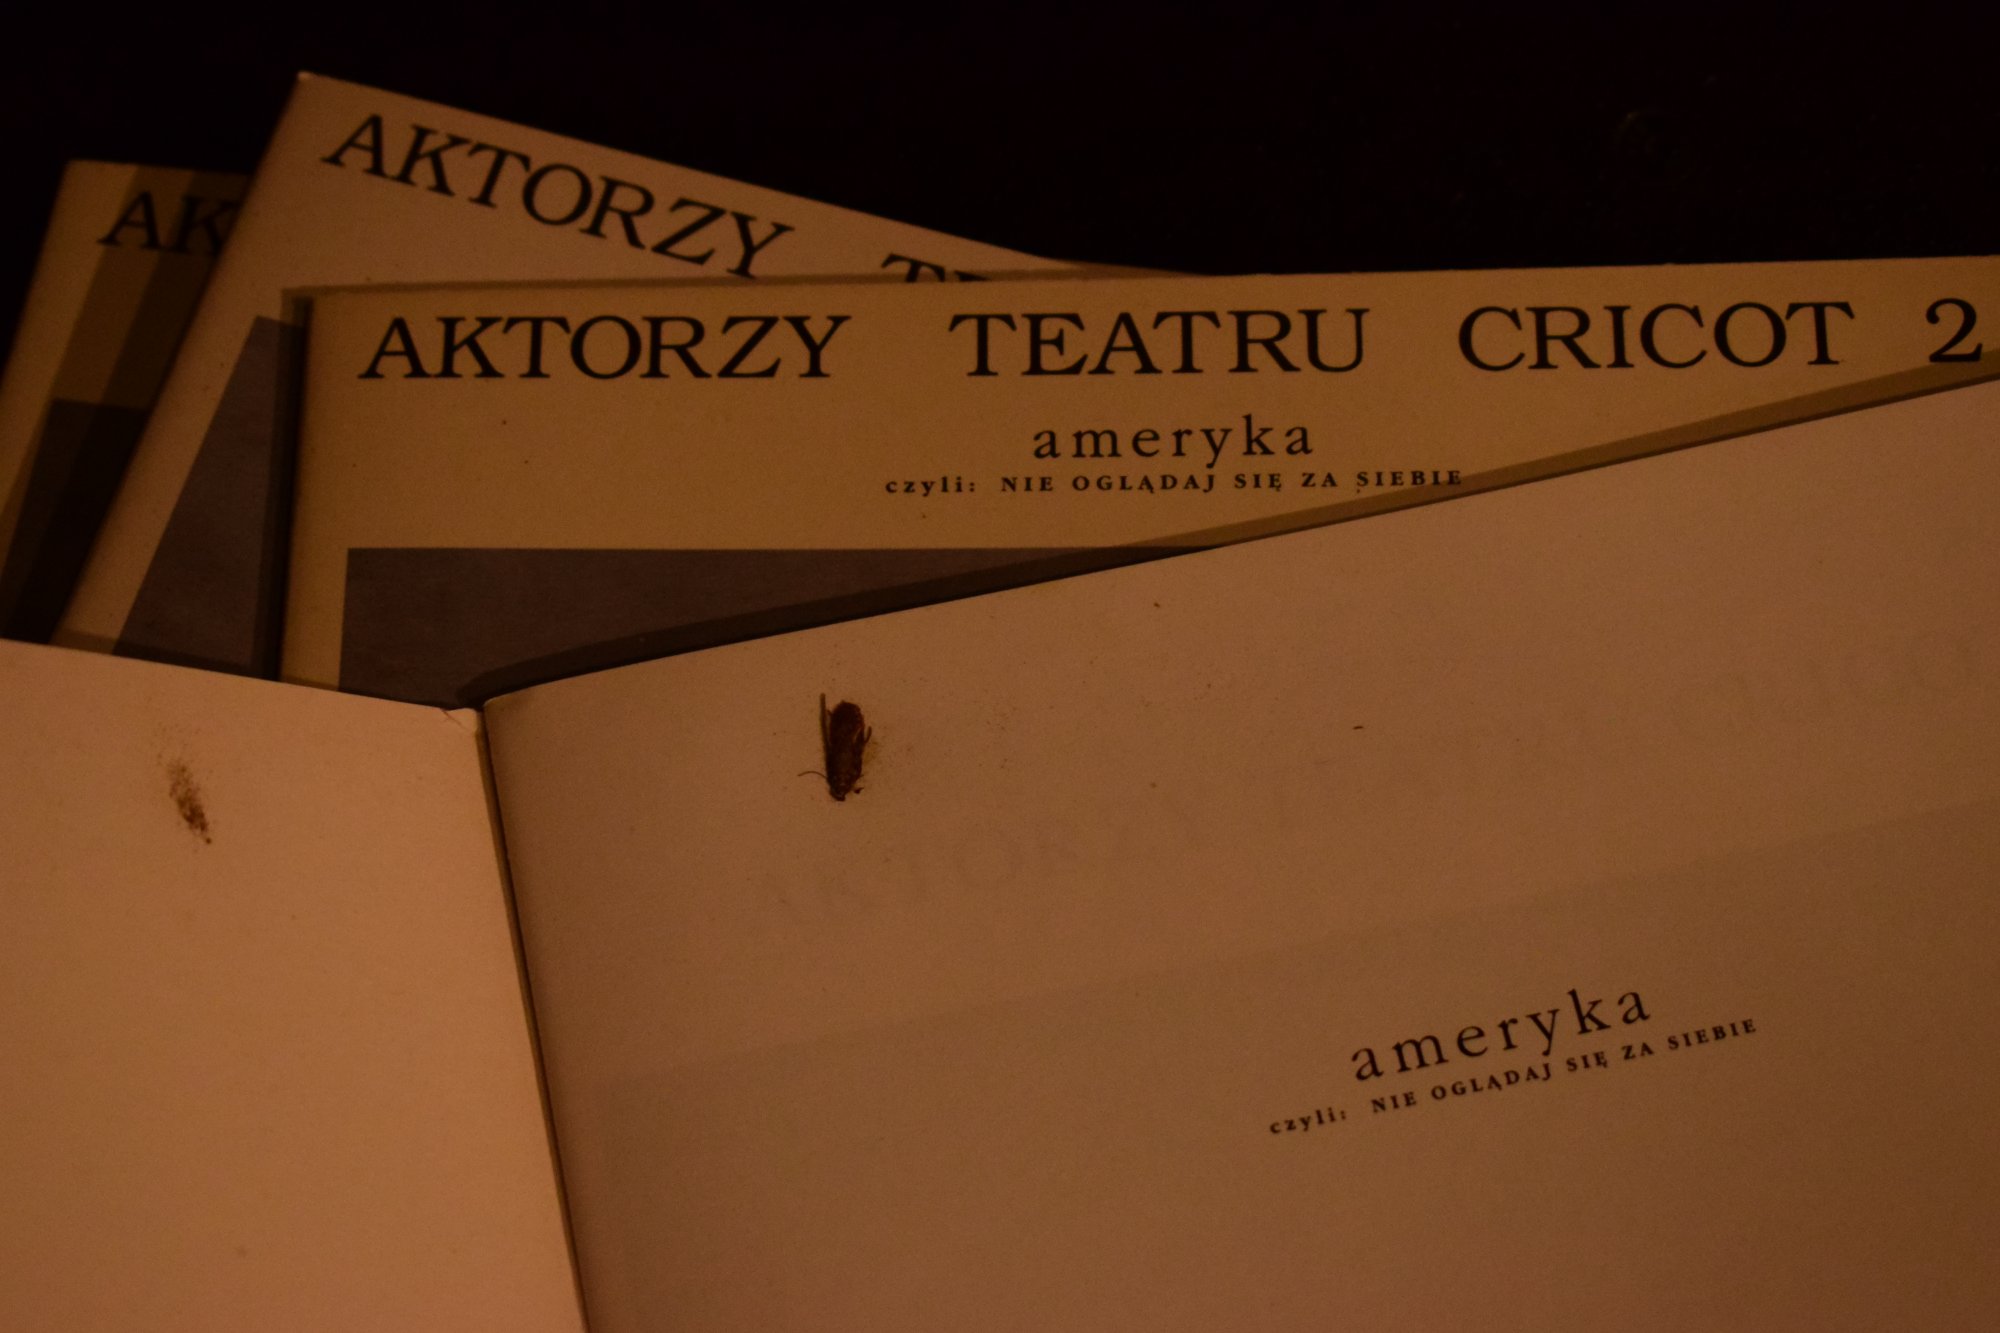 AK
AKTORZY
AKTORZY TEATRU CRICOT 2
ameryka
czyli: NIE OGLĄDAJ SIĘ ZA SIEBIE
ameryka
czyli: NIE OGLĄDAJ SIĘ ZA SIEBIE